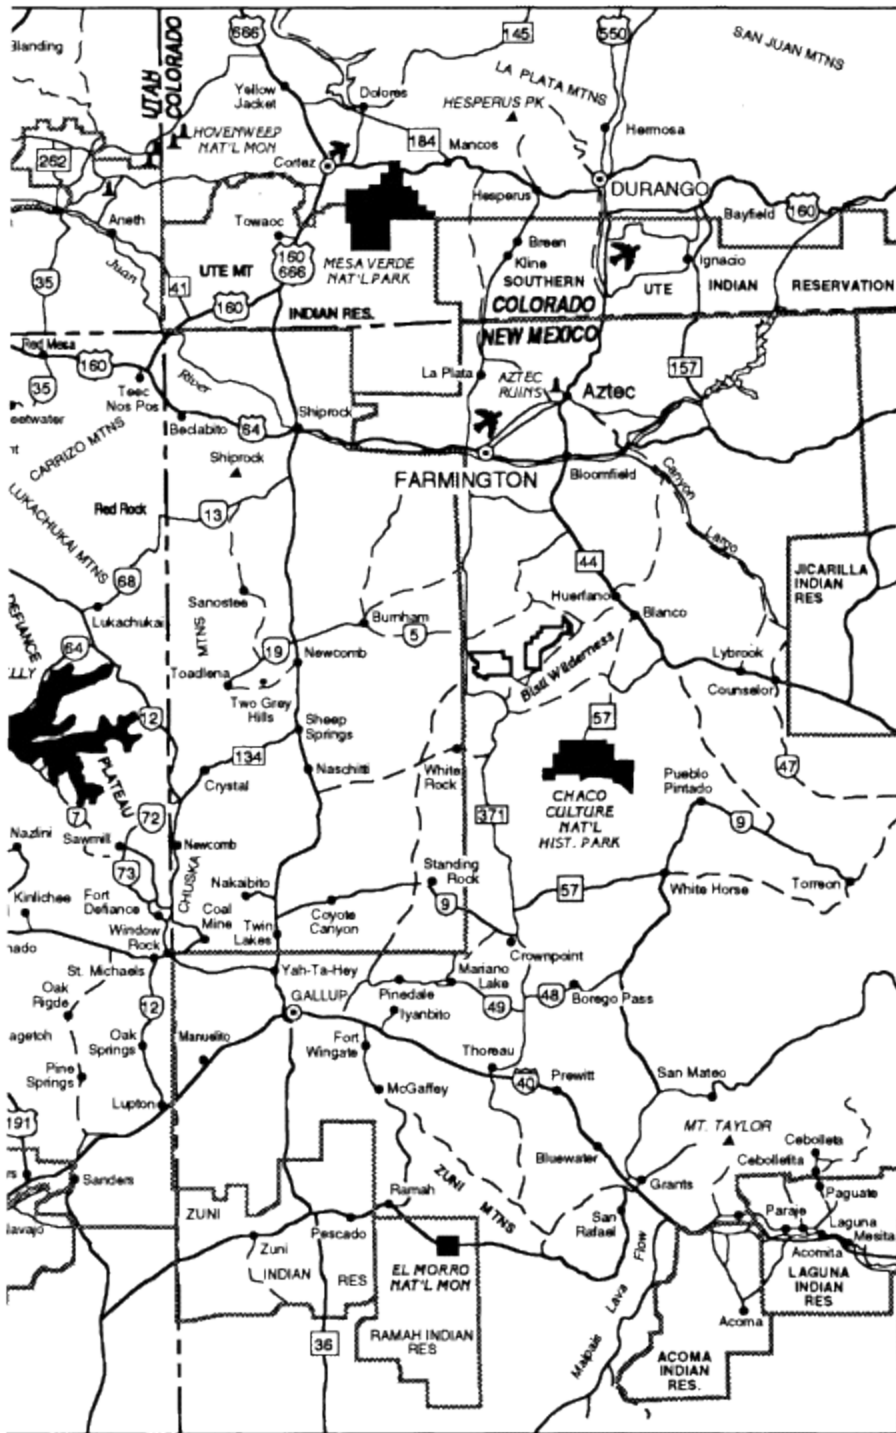 666
145
550
Blanding
UTAH
COLORADO
SAN JUAN MTNS
LA PLATA MTNS
Yellow
Jacket
Dolores
HESPERUS PK
HOVENWEEP
NAT'L MON
184
Mancos
Hermosa
262
Cortez
Hesperus
DURANGO
Aneth
Towaoc
Bayfield
160
Juan
UTE MT
160
666
MESA VERDE
NAT'L PARK
Breen
Kline
Ignacio
35
41
160
INDIAN RES.
SOUTHERN
UTE
INDIAN
RESERVATION
COLORADO
NEW MEXICO
Red Mesa
160
River
La Plata
AZTEC
RUINS
Aztec
157
35
Teec
Nos Pos
Beclabito
64
Shiprock
CARRIZO MTNS
Shiprock
FARMINGTON
Bloomfield
Canyon
Largo
LUKACHUKAI MTNS
Red Rock
13
44
68
Sanostee
Huerfano
JICARILLA
INDIAN
RES
Lukachukai
MTNS
Burnham
5
Blanco
DEFIANCE
64
19
Newcomb
Bisti Wilderness
Lybrook
Toadlena
Two Grey
Hills
Counselor
12
Sheep
Springs
57
PLATEAU
134
Crystal
Naschitti
White
Rock
47
Pueblo
Pintado
CHACO
CULTURE
NAT'L
HIST. PARK
7
72
371
9
Nazlini
Sawmill
Newcomb
73
CHUSKA
Nakaibito
Standing
Rock
57
White Horse
Torreon
Kinlichee
Fort
Defiance
Coal
Mine
Coyote
Canyon
9
Window
Rock
Twin
Lakes
Crownpoint
St. Michaels
Yah-Ta-Hey
Mariano
Lake
Oak
Rigde
GALLUP
Pinedale
49
48
Borego Pass
12
Iyanbito
Oak
Springs
Manuelito
Fort
Wingate
Thoreau
Pine
Springs
40
Prewitt
San Mateo
Lupton
McGaffey
191
MT. TAYLOR
Cebolleta
Bluewater
Cebolletita
Sanders
ZUNI
MTNS
Grants
Paguate
ZUNI
Ramah
San
Rafael
Paraje
Laguna
Mesita
Pescado
Zuni
Acomita
INDIAN
RES
EL MORRO
NAT'L MON
Flow
LAGUNA
INDIAN
RES
Lava
Acoma
36
RAMAH INDIAN
RES
Malpais
ACOMA
INDIAN
RES.